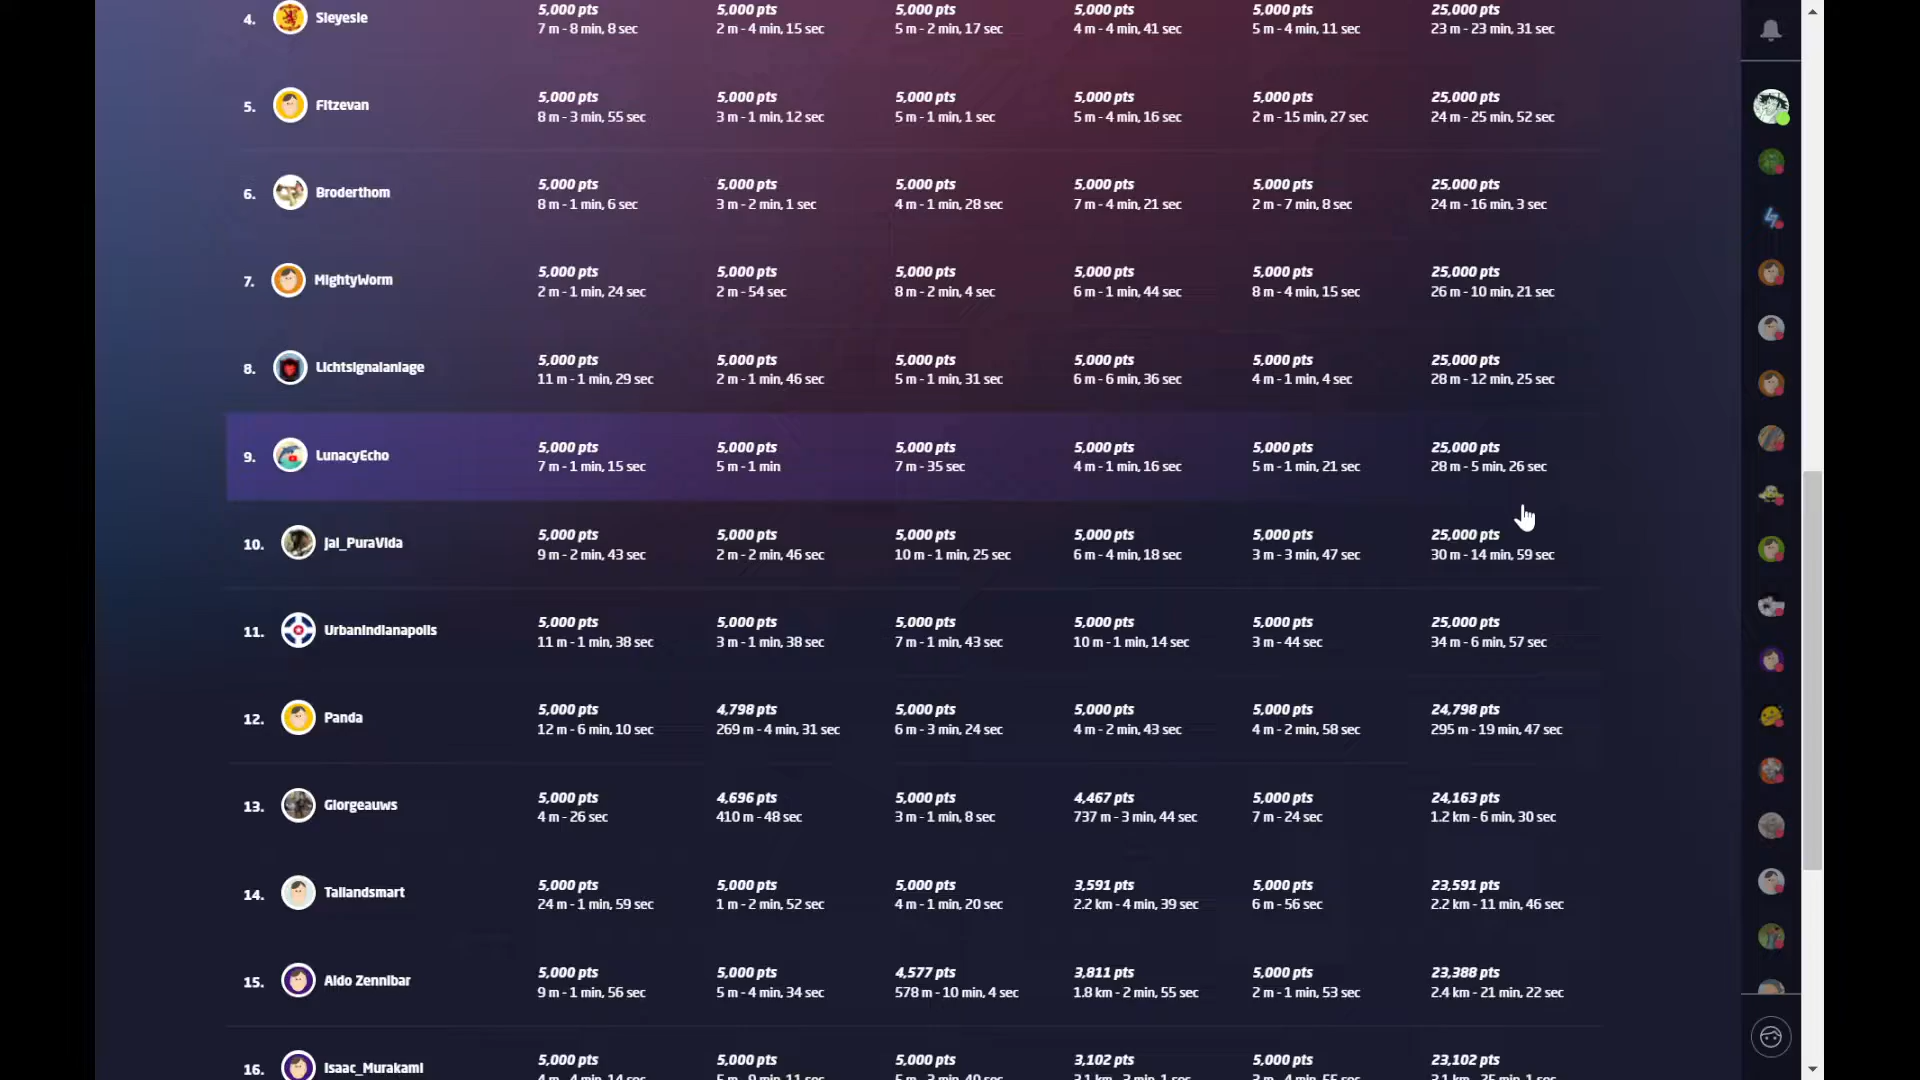 4. Sleyesle 5,000 pts 5,000 pts 5,000 pts 5,000 pts 5,000 pts 25,000 pts
7 m - 8 min, 8 sec 2 m - 4 min, 15 sec 5 m - 2 min, 17 sec 4 m - 4 min, 41 sec 5 m - 4 min, 11 sec 23 m - 23 min, 31 sec
5. Fitzevan 5,000 pts 5,000 pts 5,000 pts 5,000 pts 5,000 pts 25,000 pts
8 m - 3 min, 55 sec 3 m - 1 min, 12 sec 5 m - 1 min, 1 sec 5 m - 4 min, 16 sec 2 m - 15 min, 27 sec 24 m - 25 min, 52 sec
6. Broderthom 5,000 pts 5,000 pts 5,000 pts 5,000 pts 5,000 pts 25,000 pts
8 m - 1 min, 6 sec 3 m - 2 min, 1 sec 4 m - 1 min, 28 sec 7 m - 4 min, 21 sec 2 m - 7 min, 8 sec 24 m - 16 min, 3 sec
7. MightyWorm 5,000 pts 5,000 pts 5,000 pts 5,000 pts 5,000 pts 25,000 pts
2 m - 1 min, 24 sec 2 m - 54 sec 8 m - 2 min, 4 sec 6 m - 1 min, 44 sec 8 m - 4 min, 15 sec 26 m - 10 min, 21 sec
8. Lichtsignalanlage 5,000 pts 5,000 pts 5,000 pts 5,000 pts 5,000 pts 25,000 pts
11 m - 1 min, 29 sec 2 m - 1 min, 46 sec 5 m - 1 min, 31 sec 6 m - 6 min, 36 sec 4 m - 1 min, 4 sec 28 m - 12 min, 25 sec
9. LunacyEcho 5,000 pts 5,000 pts 5,000 pts 5,000 pts 5,000 pts 25,000 pts
7 m - 1 min, 15 sec 5 m - 1 min 7 m - 35 sec 4 m - 1 min, 16 sec 5 m - 1 min, 21 sec 28 m - 5 min, 26 sec
10. Jal_PuraVida 5,000 pts 5,000 pts 5,000 pts 5,000 pts 5,000 pts 25,000 pts
9 m - 2 min, 43 sec 2 m - 2 min, 46 sec 10 m - 1 min, 25 sec 6 m - 4 min, 18 sec 3 m - 3 min, 47 sec 30 m - 14 min, 59 sec
11. UrbanIndianapolis 5,000 pts 5,000 pts 5,000 pts 5,000 pts 5,000 pts 25,000 pts
11 m - 1 min, 38 sec 3 m - 1 min, 38 sec 7 m - 1 min, 43 sec 10 m - 1 min, 14 sec 3 m - 44 sec 34 m - 6 min, 57 sec
12. Panda 5,000 pts 4,798 pts 5,000 pts 5,000 pts 5,000 pts 24,798 pts
12 m - 6 min, 10 sec 269 m - 4 min, 31 sec 6 m - 3 min, 24 sec 4 m - 2 min, 43 sec 4 m - 2 min, 58 sec 295 m - 19 min, 47 sec
13. Giorgeauws 5,000 pts 4,696 pts 5,000 pts 4,467 pts 5,000 pts 24,163 pts
4 m - 26 sec 410 m - 48 sec 3 m - 1 min, 8 sec 737 m - 3 min, 44 sec 7 m - 24 sec 1.2 km - 6 min, 30 sec
14. Tallandsmart 5,000 pts 5,000 pts 5,000 pts 3,591 pts 5,000 pts 23,591 pts
24 m - 1 min, 59 sec 1 m - 2 min, 52 sec 4 m - 1 min, 20 sec 2.2 km - 4 min, 39 sec 6 m - 56 sec 2.2 km - 11 min, 46 sec
15. Aldo Zennibar 5,000 pts 5,000 pts 4,577 pts 3,811 pts 5,000 pts 23,388 pts
9 m - 1 min, 56 sec 5 m - 4 min, 34 sec 578 m - 10 min, 4 sec 1.8 km - 2 min, 55 sec 2 m - 1 min, 53 sec 2.4 km - 21 min, 22 sec
16. Isaac_Murakami 5,000 pts 5,000 pts 5,000 pts 3,102 pts 5,000 pts 23,102 pts